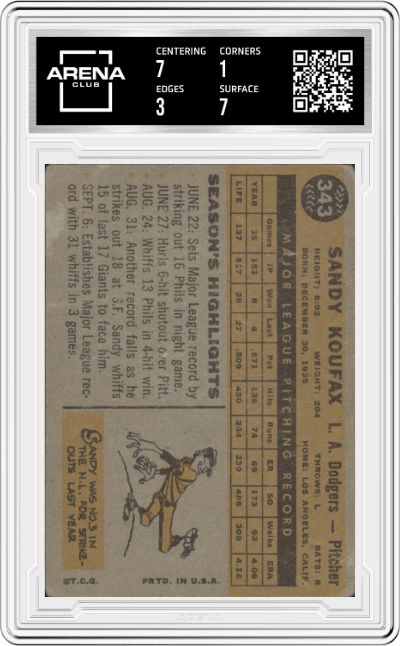 ARENA
CLUB
CENTERING
7
CORNERS
1
EDGES
3
SURFACE
7
343
SANDY KOUFAX L. A. Dodgers — Pitcher
HEIGHT: 6:02 WEIGHT: 204 THROWS: L BATS: R
BORN: DECEMBER 30, 1935 HOME: LOS ANGELES, CALIF.
MAJOR LEAGUE PITCHING RECORD
Games IP Won Lost Pct Hits Runs ER SO Walks ERA
YEAR 35 153 8 6 .571 136 74 69 173 92 4.06
LIFE 137 517 28 27 .509 450 264 239 486 300 4.16
SEASON'S HIGHLIGHTS
• JUNE 22: Sets Major League record by
striking out 16 Phils in night game.
• JUNE 27: Hurls 6-hit shutout over Pitt.
• AUG. 24: Whiffs 13 Phils in 4-hit win.
• AUG. 31: Another record falls as he
strikes out 18 at S.F. Sandy whiffs
15 of last 17 Giants to face him.
• SEPT. 6: Establishes Major League rec-
ord with 31 whiffs in 3 games.
SANDY WAS NO. 3 IN
THE N.L. FOR STRIKE-
OUTS LAST YEAR
©T.C.G. PRTD. IN U.S.A.
ARENA